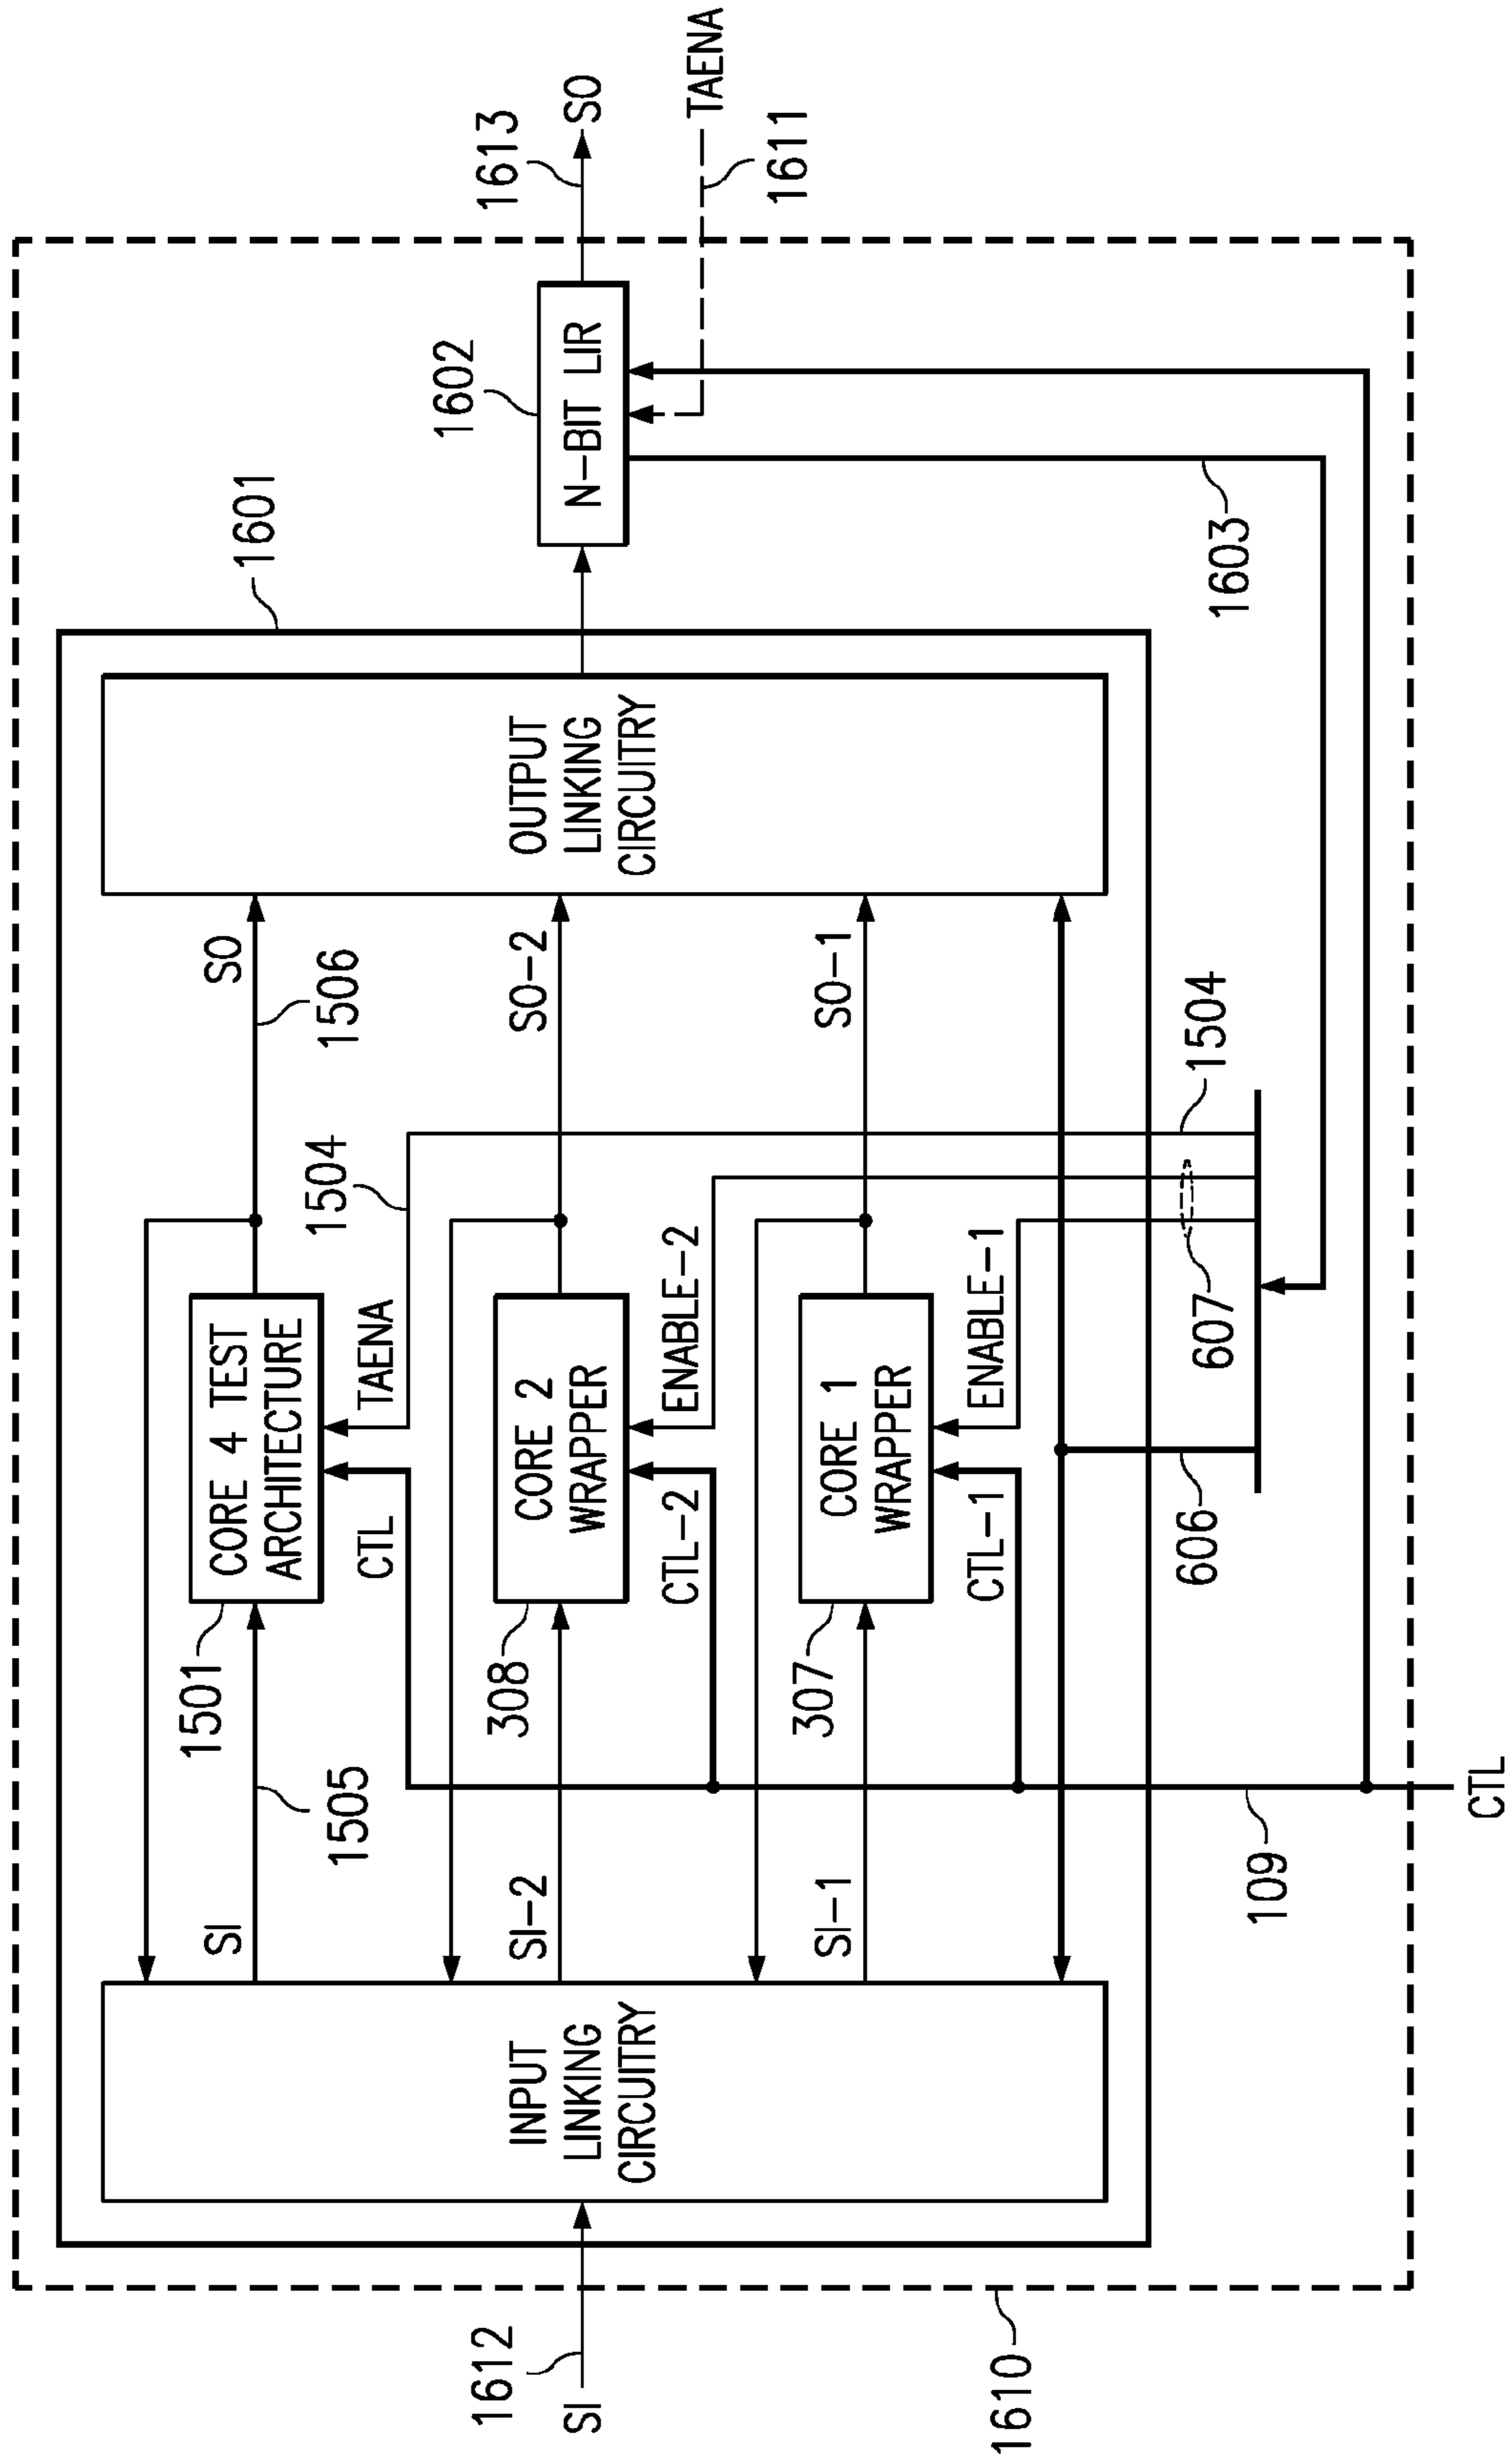 1612
SI
1610
INPUT
LINKING
CIRCUITRY
SI
1505
SI-2
SI-1
109
CTL
1501
308
307
CORE 4 TEST
ARCHITECTURE
CTL
TAENA
CORE 2
WRAPPER
CTL-2
ENABLE-2
CORE 1
WRAPPER
CTL-1
ENABLE-1
606
607
1504
1504
SO
1506
SO-2
SO-1
OUTPUT
LINKING
CIRCUITRY
1601
1602
N-BIT LIR
1603
1613
SO
TAENA
1611